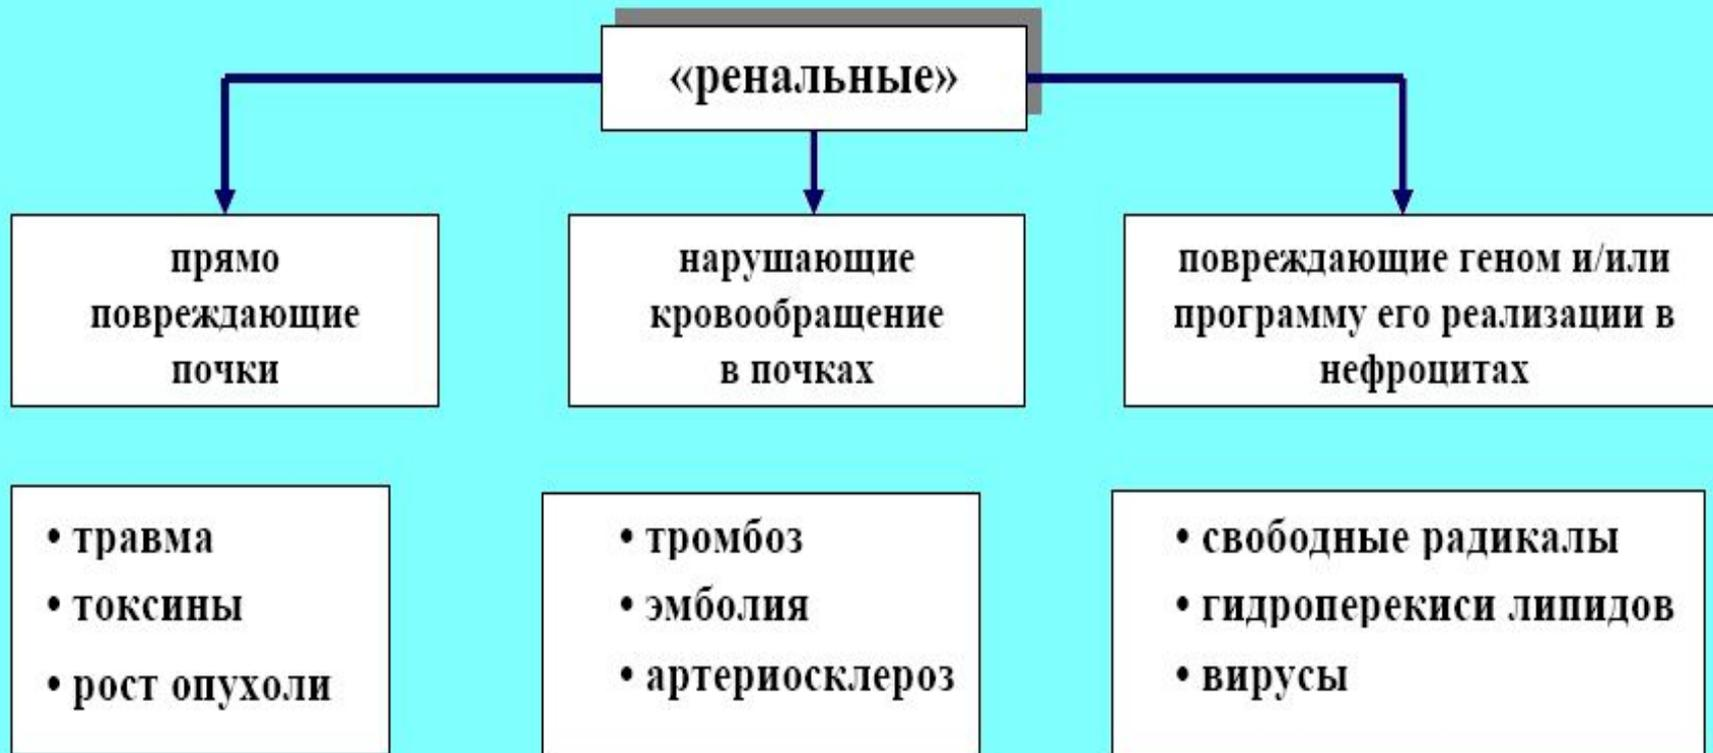 «ренальные»
прямо
повреждающие
почки
нарушающие
кровообращение
в почках
повреждающие геном и/или
программу его реализации в
нефроцитах
• травма
• токсины
• рост опухоли
• тромбоз
• эмболия
• артериосклероз
• свободные радикалы
• гидроперекиси липидов
• вирусы